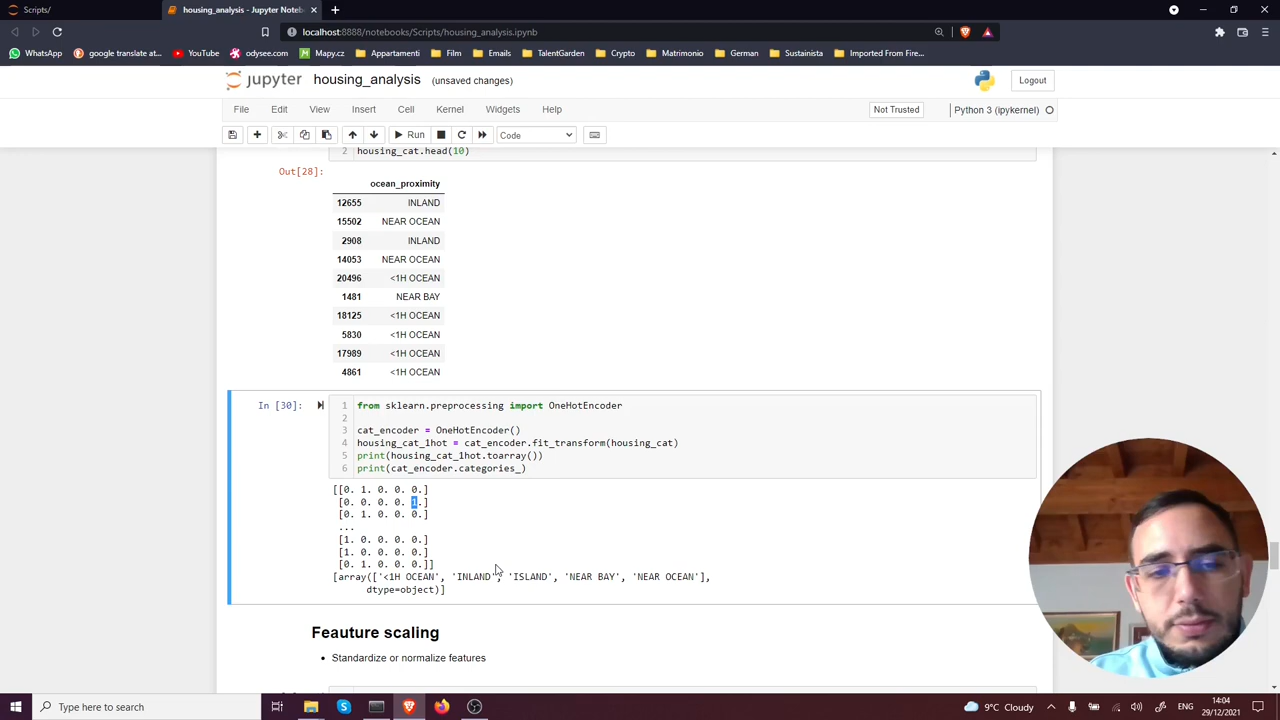 Scripts/
housing_analysis - Jupyter Noteb
localhost:8888/notebooks/Scripts/housing_analysis.ipynb
WhatsApp google translate at... YouTube odysee.com Mapy.cz Appartamenti Film Emails TalentGarden Crypto Matrimonio German Sustainista Imported From Fire...
jupyter housing_analysis (unsaved changes) Logout
File Edit View Insert Cell Kernel Widgets Help Not Trusted Python 3 (ipykernel)
Run Code
2 housing_cat.head(10)
Out[28]:
ocean_proximity
12655 INLAND
15502 NEAR OCEAN
2908 INLAND
14053 NEAR OCEAN
20496 <1H OCEAN
1481 NEAR BAY
18125 <1H OCEAN
5830 <1H OCEAN
17989 <1H OCEAN
4861 <1H OCEAN
In [30]: 1 from sklearn.preprocessing import OneHotEncoder
2
3 cat_encoder = OneHotEncoder()
4 housing_cat_1hot = cat_encoder.fit_transform(housing_cat)
5 print(housing_cat_1hot.toarray())
6 print(cat_encoder.categories_)
[[0. 1. 0. 0. 0.]
[0. 0. 0. 0. 1.]
[0. 1. 0. 0. 0.]
...
[1. 0. 0. 0. 0.]
[1. 0. 0. 0. 0.]
[0. 1. 0. 0. 0.]]
[array(['<1H OCEAN', 'INLAND', 'ISLAND', 'NEAR BAY', 'NEAR OCEAN'],
dtype=object)]
Feauture scaling
• Standardize or normalize features
Type here to search
9°C Cloudy
14:04
29/12/2021